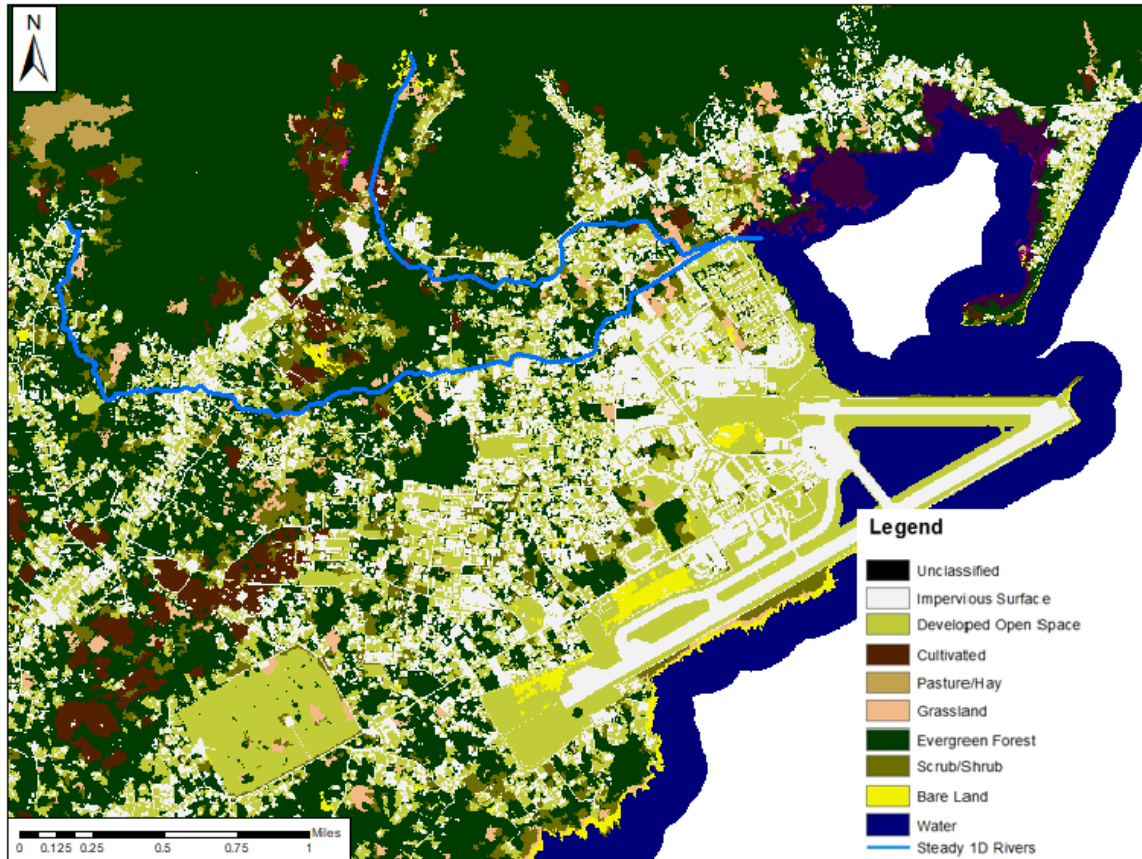 N
Legend
Unclassified
Impervious Surface
Developed Open Space
Cultivated
Pasture/Hay
Grassland
Evergreen Forest
Scrub/Shrub
Bare Land
Water
Steady 1D Rivers
Miles
0 0.125 0.25 0.5 0.75 1